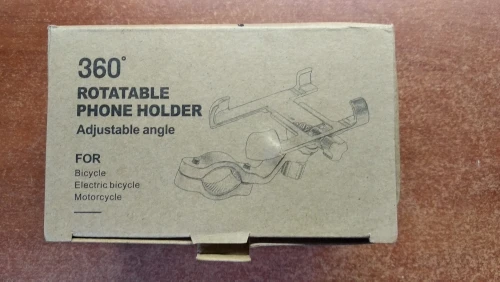 360°
ROTATABLE
PHONE HOLDER
Adjustable angle
FOR
Bicycle
Electric bicycle
Motorcycle